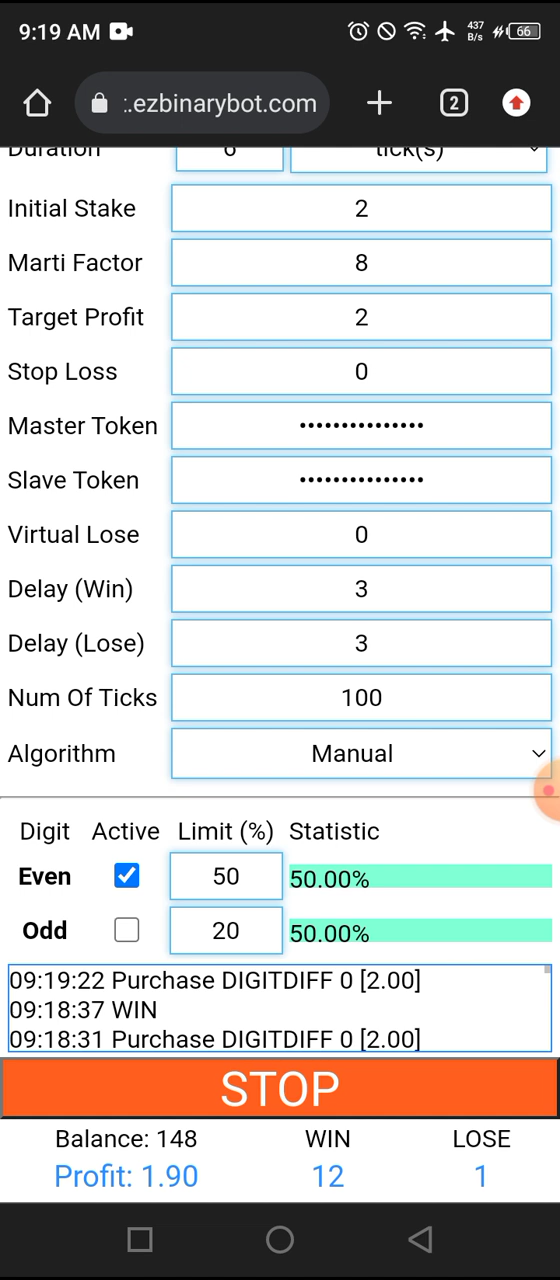 9:19 AM 437 B/s 66
:.ezbinarybot.com 2
Duration 6 tick(s)
Initial Stake 2
Marti Factor 8
Target Profit 2
Stop Loss 0
Master Token •••••••••••••••
Slave Token •••••••••••••••
Virtual Lose 0
Delay (Win) 3
Delay (Lose) 3
Num Of Ticks 100
Algorithm Manual
Digit Active Limit (%) Statistic
Even 50 50.00%
Odd 20 50.00%
09:19:22 Purchase DIGITDIFF 0 [2.00]
09:18:37 WIN
09:18:31 Purchase DIGITDIFF 0 [2.00]
STOP
Balance: 148 WIN LOSE
Profit: 1.90 12 1